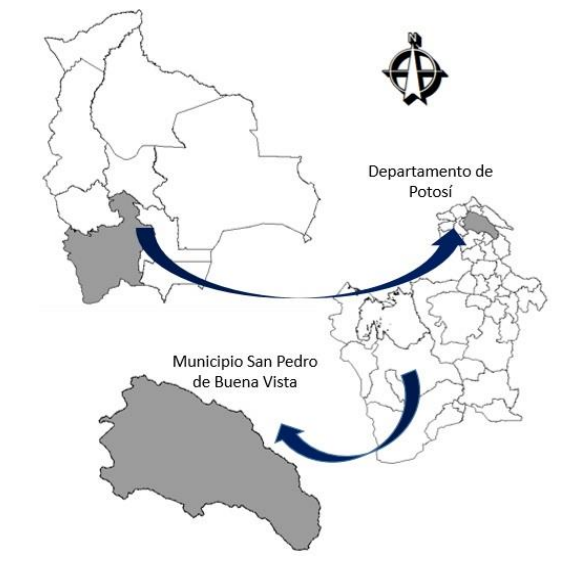 N
Departamento de
Potosí
Municipio San Pedro
de Buena Vista